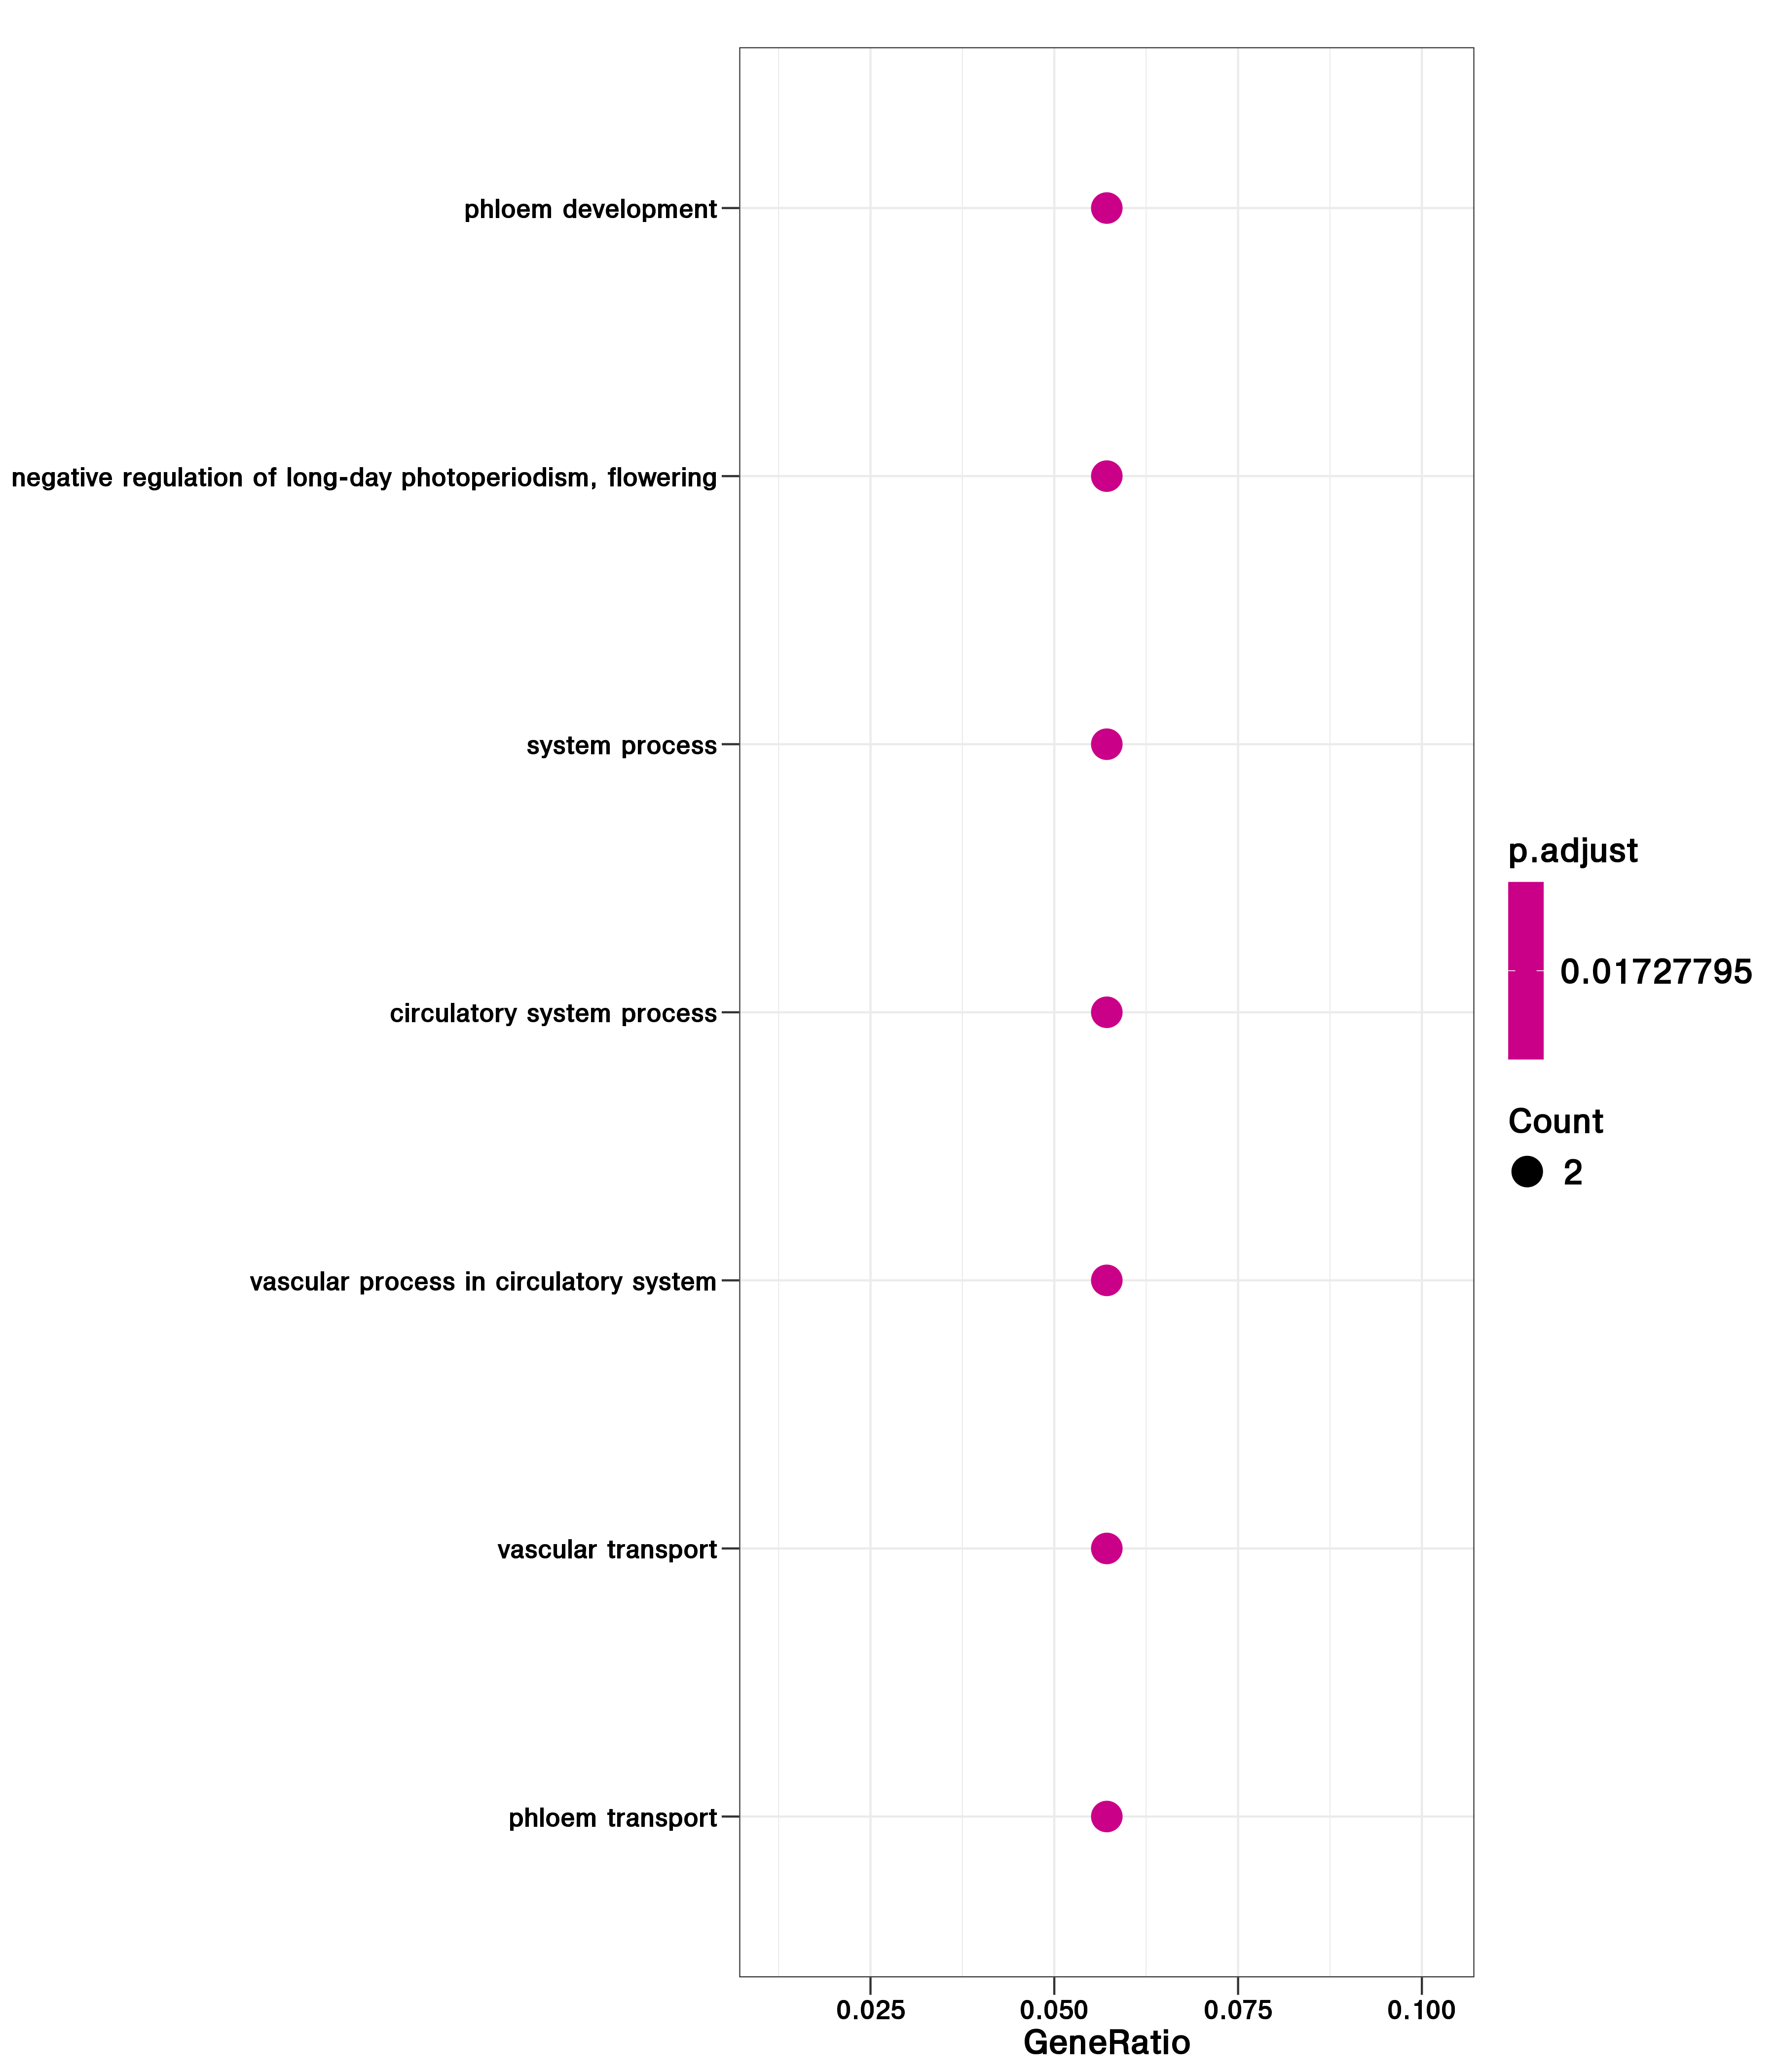 phloem development
negative regulation of long-day photoperiodism, flowering
system process
circulatory system process
vascular process in circulatory system
vascular transport
phloem transport
0.025 0.050 0.075 0.100
GeneRatio
p.adjust
0.01727795
Count
2